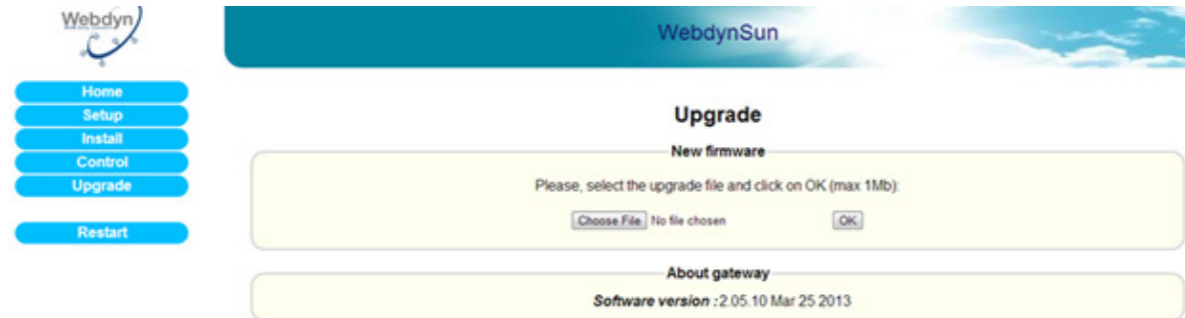 Webdyn
WebdynSun
Home
Setup
Install
Control
Upgrade
Restart
Upgrade
New firmware
Please, select the upgrade file and click on OK (max 1Mb):
Choose File No file chosen OK
About gateway
Software version :2.05.10 Mar 25 2013